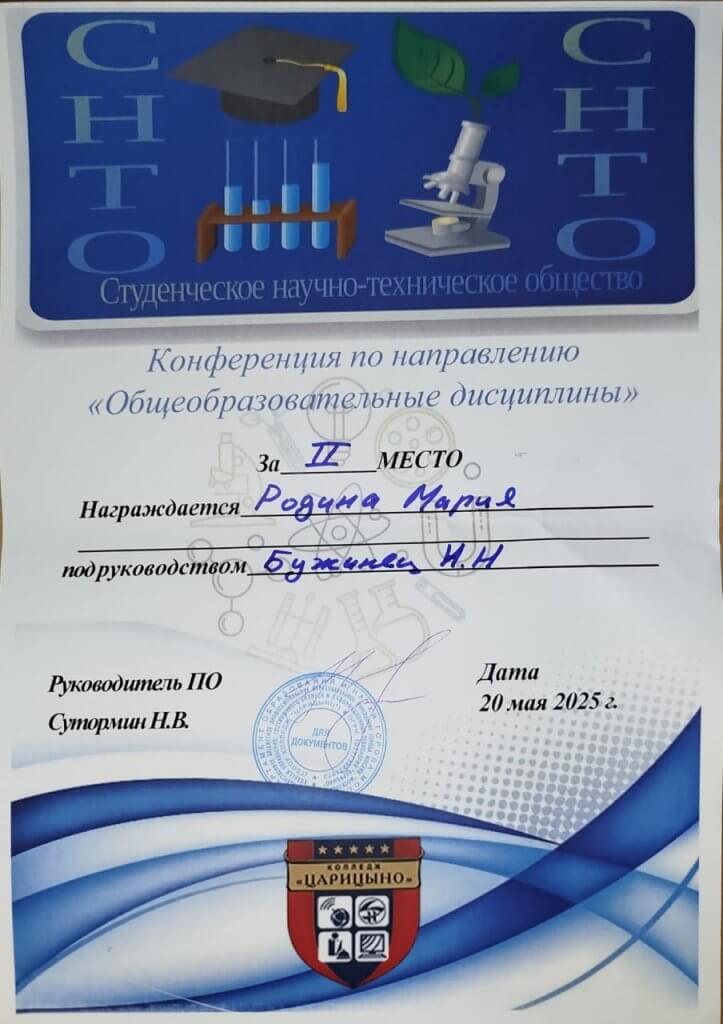 СНТО
СНТО
Студенческое научно-техническое общество
Конференция по направлению
«Общеобразовательные дисциплины»
За II МЕСТО
Награждается Родина Мария
под руководством Бужинец Н.Н
Руководитель ПО
Сутормин Н.В.
Дата
20 мая 2025 г.
ДЛЯ
ДОКУМЕНТОВ
КОЛЛЕДЖ
«ЦАРИЦЫНО»